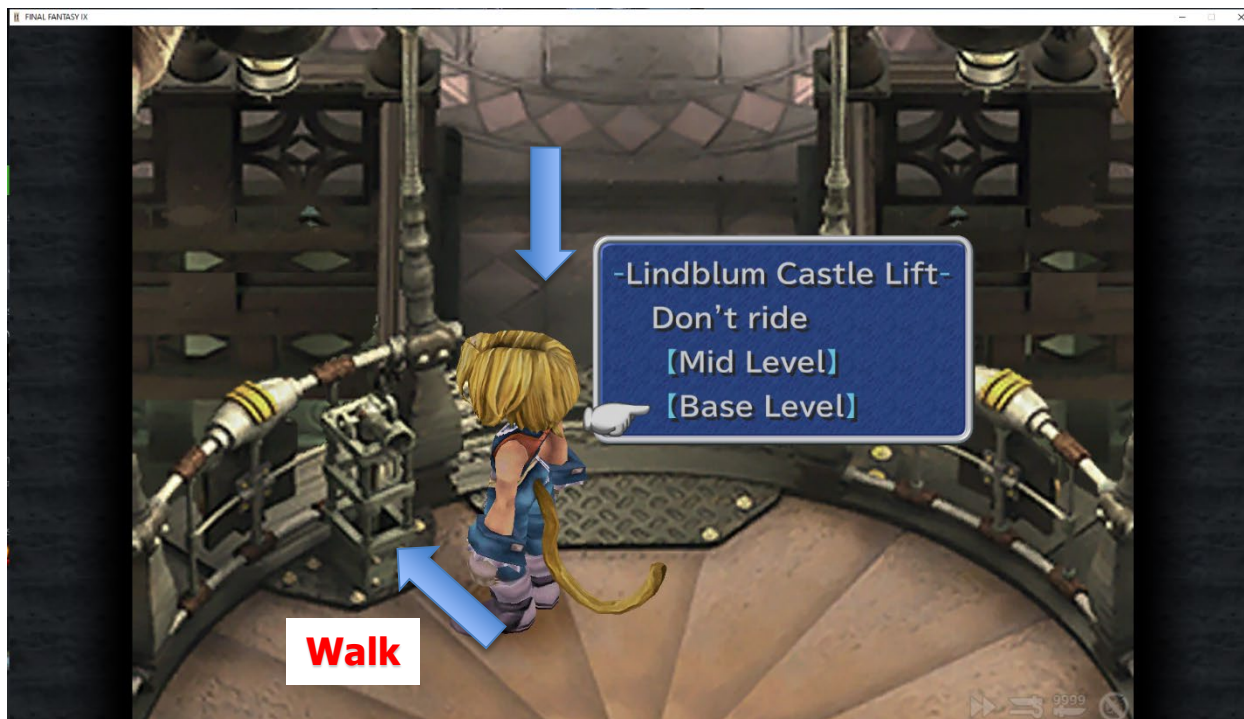 FINAL FANTASY IX
-Lindblum Castle Lift-
Don't ride
【Mid Level】
【Base Level】
Walk
9999